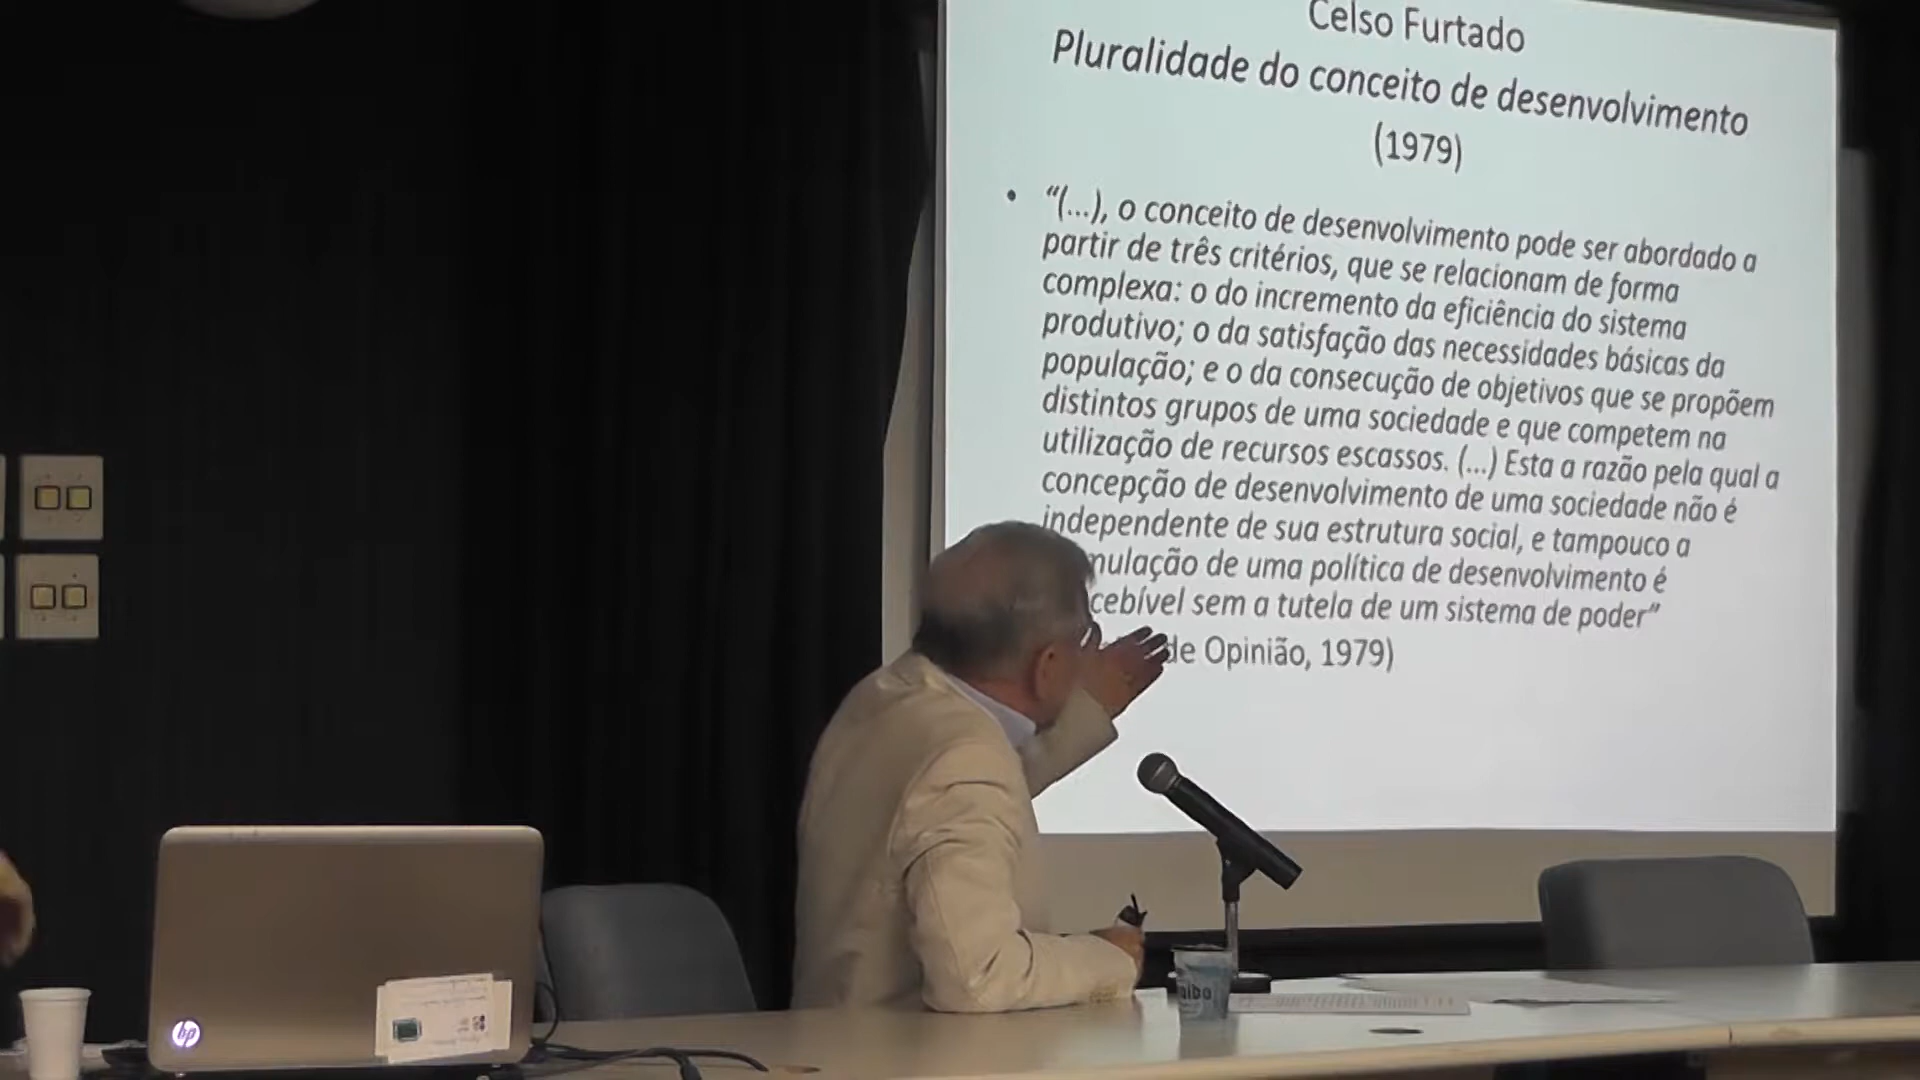 Celso Furtado
Pluralidade do conceito de desenvolvimento
(1979)
• “(...), o conceito de desenvolvimento pode ser abordado a
partir de três critérios, que se relacionam de forma
complexa: o do incremento da eficiência do sistema
produtivo; o da satisfação das necessidades básicas da
população; e o da consecução de objetivos que se propõem
distintos grupos de uma sociedade e que competem na
utilização de recursos escassos. (...) Esta a razão pela qual a
concepção de desenvolvimento de uma sociedade não é
independente de sua estrutura social, e tampouco a
mulação de uma política de desenvolvimento é
cebível sem a tutela de um sistema de poder”
de Opinião, 1979)
hp